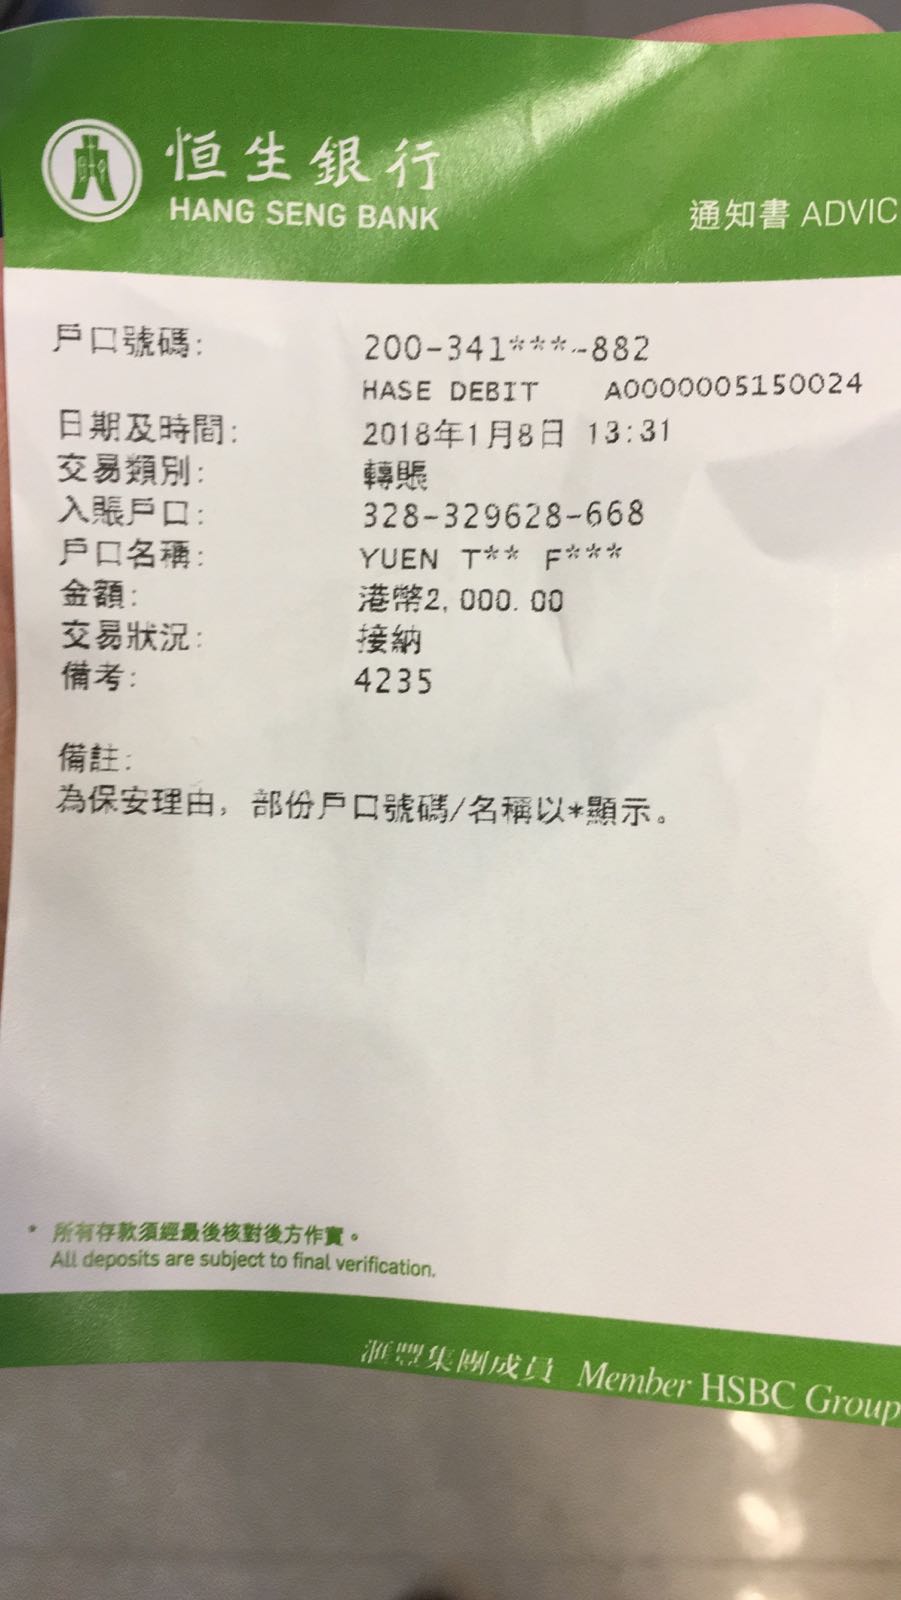 恒生銀行
HANG SENG BANK
通知書 ADVIC
戶口號碼: 200-341***-882
HASE DEBIT A0000005150024
日期及時間: 2018年1月8日 13:31
交易類別: 轉賬
入賬戶口: 328-329628-668
戶口名稱: YUEN T** F***
金額: 港幣2,000.00
交易狀況: 接納
備考: 4235
備註:
為保安理由, 部份戶口號碼/名稱以*顯示。
* 所有存款須經最後核對後方作實。
All deposits are subject to final verification.
滙豐集團成員 Member HSBC Group